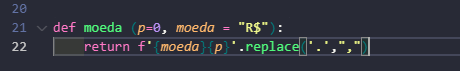 20
21 def moeda (p=0, moeda = "R$"):
22 return f'{moeda}{p}'.replace('.',",")